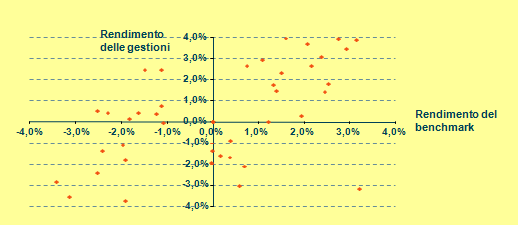 Rendimento
delle gestioni
4,0%
3,0%
2,0%
1,0%
0,0%
Rendimento del
benchmark
-4,0% -3,0% -2,0% -1,0% 0,0% 1,0% 2,0% 3,0% 4,0%
-1,0%
-2,0%
-3,0%
-4,0%